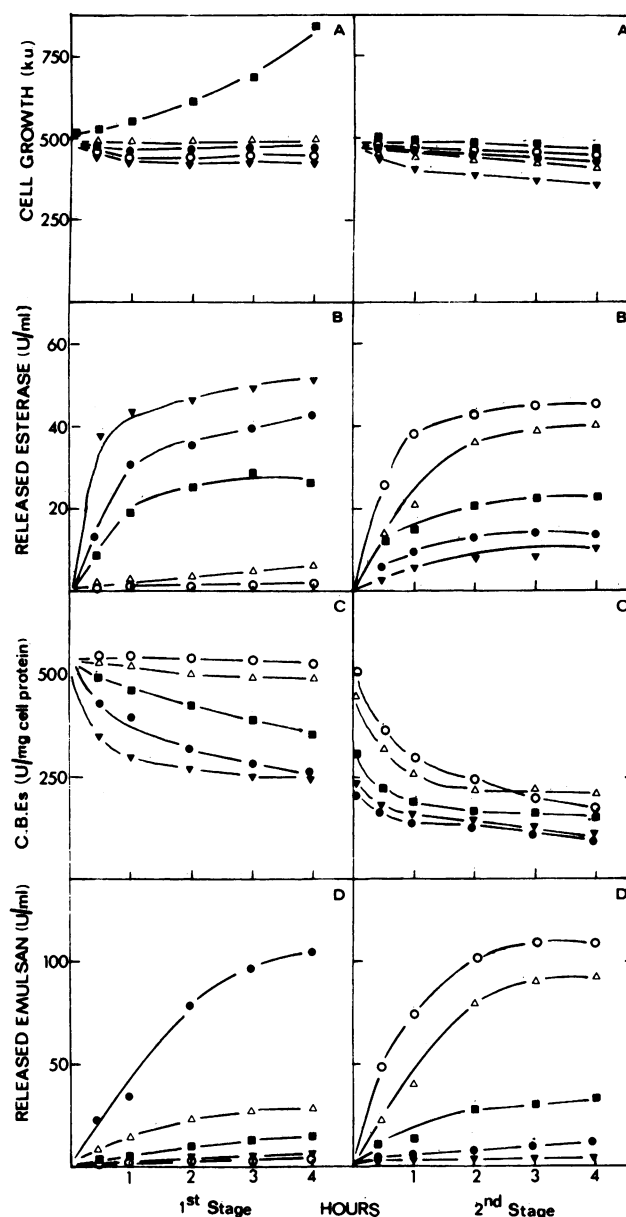 A
A
CELL GROWTH (ku)
750
500
250
B
B
RELEASED ESTERASE (U/ml)
60
40
20
C
C
C.B.Es (U/mg cell protein)
500
250
D
D
RELEASED EMULSAN (U/ml)
100
50
1 2 3 4
1 2 3 4
1st Stage HOURS 2nd Stage